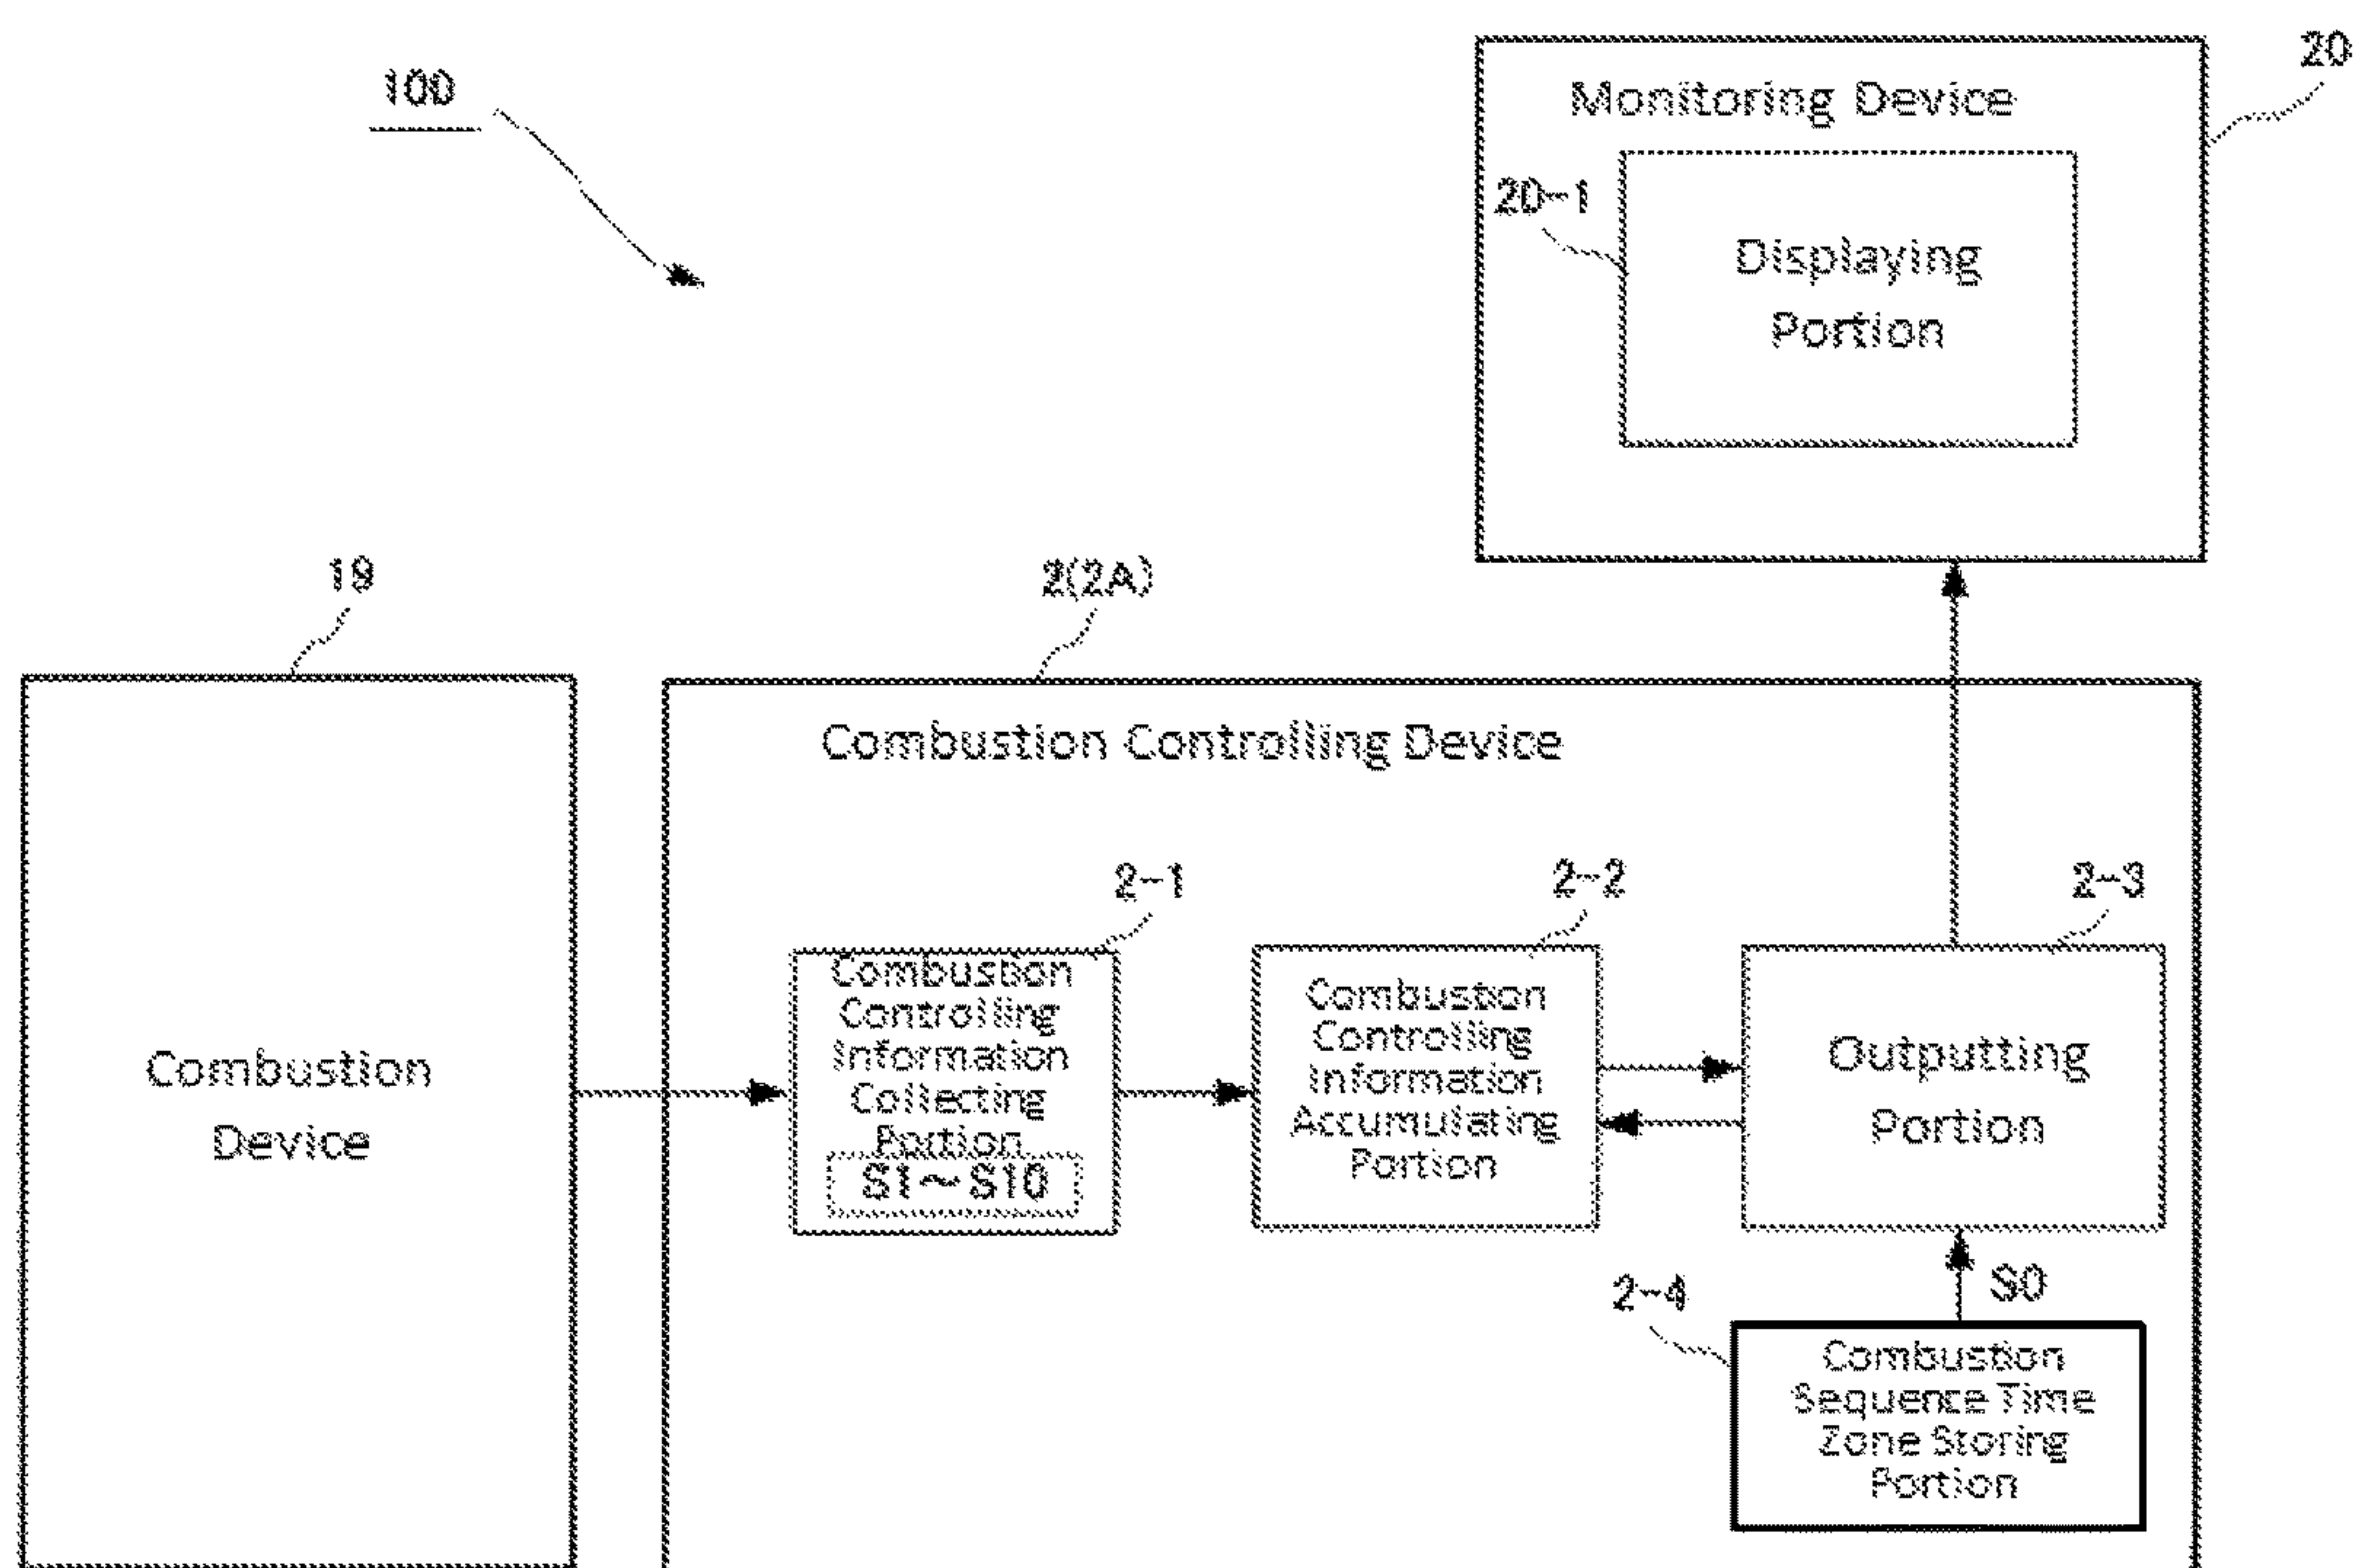 100
20
Monitoring Device
20-1
Displaying
Portion
19
2(2A)
Combustion Controlling Device
2-1
2-2
2-3
Combustion
Device
Combustion
Controlling
Information
Collecting
Portion
S1～S10
Combustion
Controlling
Information
Accumulating
Portion
Outputting
Portion
2-4
S0
Combustion
Sequence Time
Zone Storing
Portion